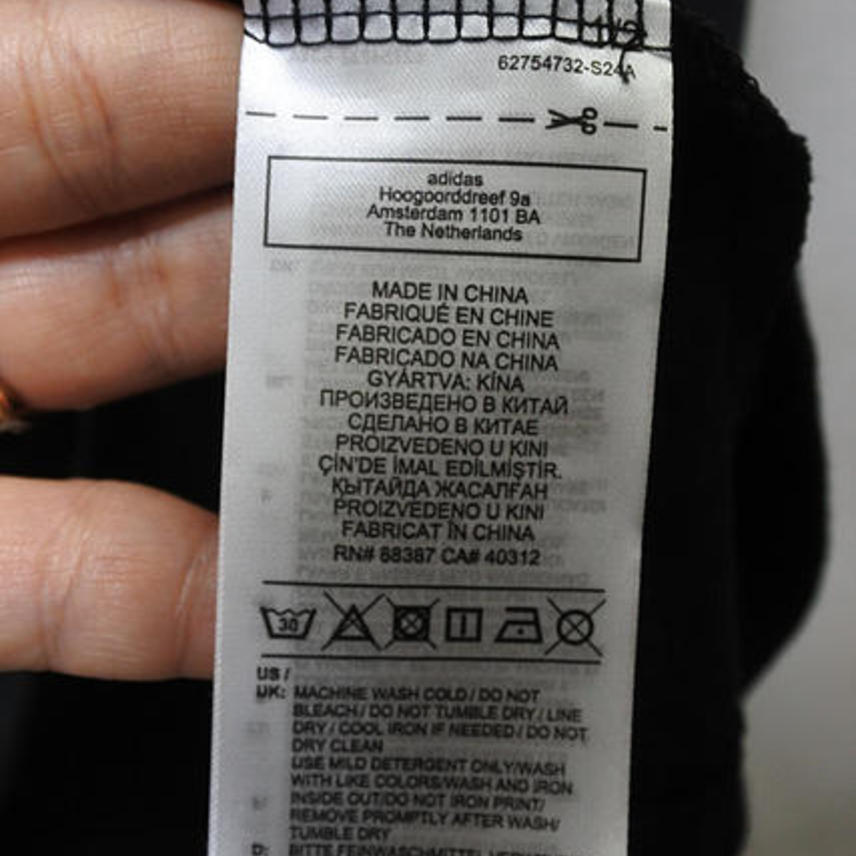 1/2
62754732-S24A
adidas
Hoogoorddreef 9a
Amsterdam 1101 BA
The Netherlands
MADE IN CHINA
FABRIQUÉ EN CHINE
FABRICADO EN CHINA
FABRICADO NA CHINA
GYÁRTVA: KÍNA
ПРОИЗВЕДЕНО В КИТАЙ
СДЕЛАНО В КИТАЕ
PROIZVEDENO U KINI
ÇİN'DE İMAL EDİLMİŞTİR.
ҚЫТАЙДА ЖАСАЛҒАН
PROIZVEDENO U KINI
FABRICAT ÎN CHINA
RN# 88387 CA# 40312
30
US /
UK: MACHINE WASH COLD / DO NOT
BLEACH / DO NOT TUMBLE DRY / LINE
DRY / COOL IRON IF NEEDED / DO NOT
DRY CLEAN
USE MILD DETERGENT ONLY/WASH
WITH LIKE COLORS/WASH AND IRON
INSIDE OUT/DO NOT IRON PRINT/
REMOVE PROMPTLY AFTER WASH/
TUMBLE DRY
D: BITTE FEINWASCHMITTEL